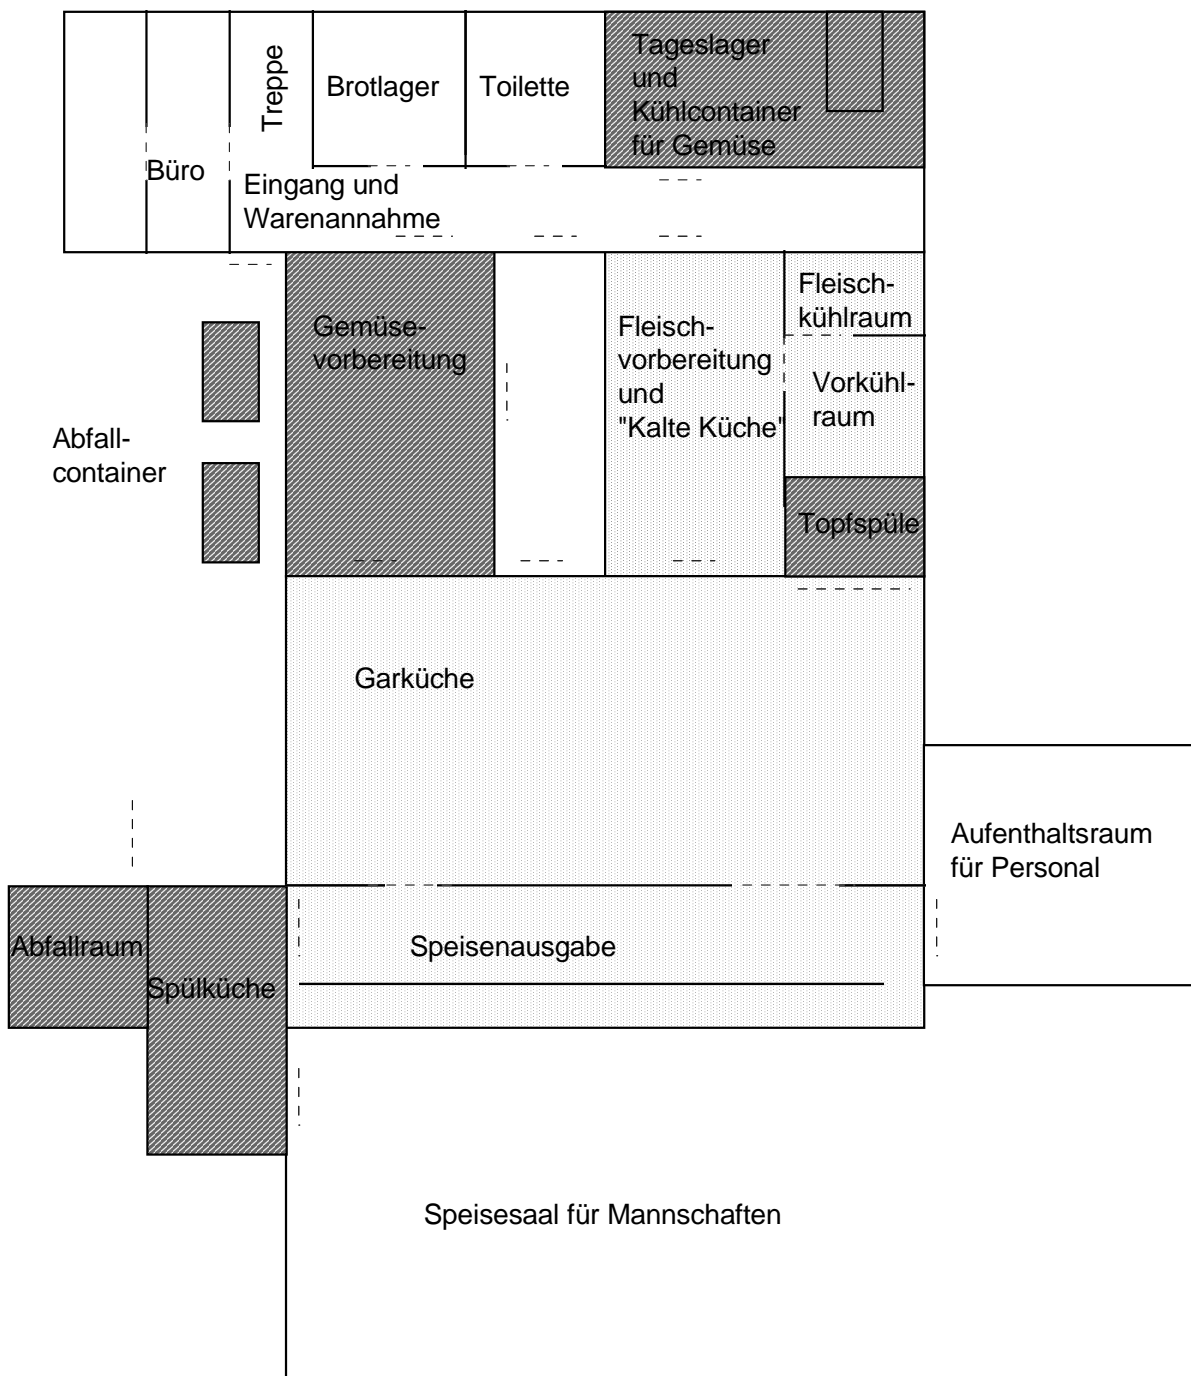 Treppe
Brotlager
Toilette
Tageslager
und
Kühlcontainer
für Gemüse
Büro
Eingang und
Warenannahme
Gemüse-
vorbereitung
Fleisch-
vorbereitung
und
"Kalte Küche"
Fleisch-
kühlraum
Vorkühl-
raum
Abfall-
container
Topfspüle
Garküche
Aufenthaltsraum
für Personal
Abfallraum
Spülküche
Speisenausgabe
Speisesaal für Mannschaften